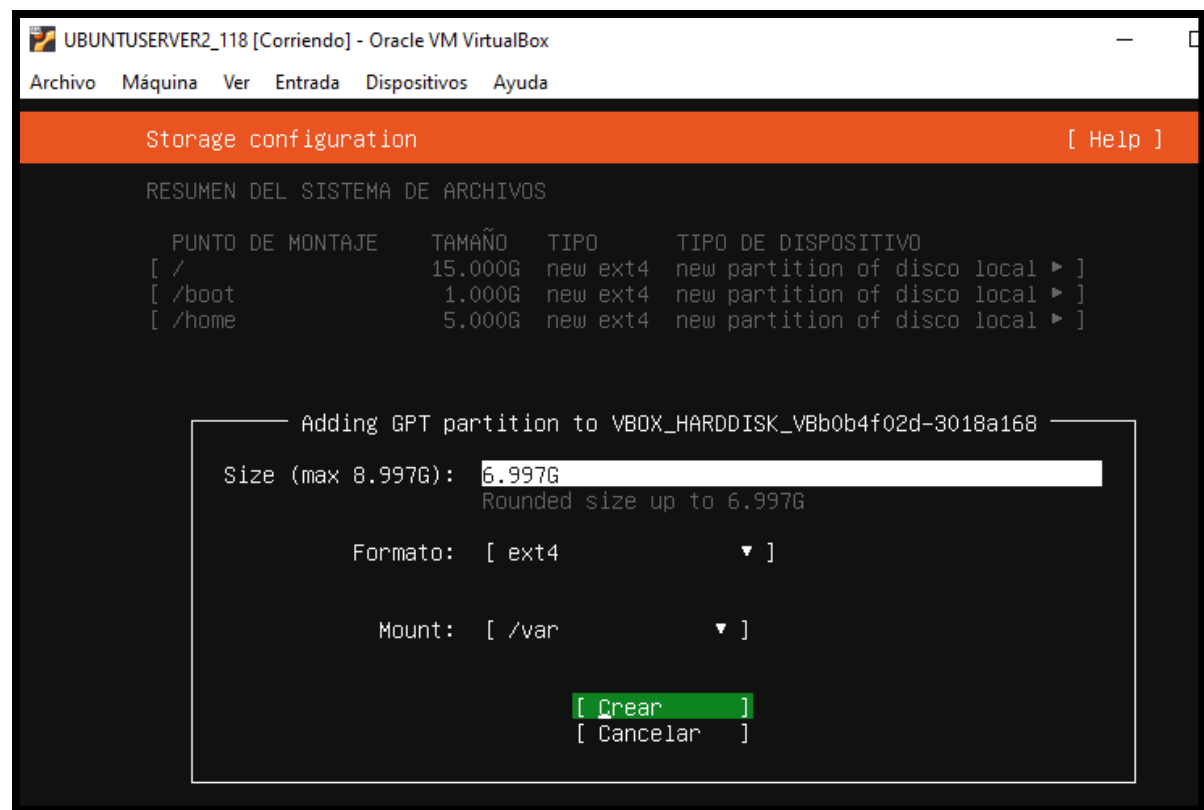 UBUNTUSERVER2_118 [Corriendo] - Oracle VM VirtualBox
Archivo Máquina Ver Entrada Dispositivos Ayuda
Storage configuration [ Help ]
RESUMEN DEL SISTEMA DE ARCHIVOS
PUNTO DE MONTAJE TAMAÑO TIPO TIPO DE DISPOSITIVO
[ / 15.000G new ext4 new partition of disco local ▸ ]
[ /boot 1.000G new ext4 new partition of disco local ▸ ]
[ /home 5.000G new ext4 new partition of disco local ▸ ]
Adding GPT partition to VBOX_HARDDISK_VBb0b4f02d-3018a168
Size (max 8.997G): 6.997G
Rounded size up to 6.997G
Formato: [ ext4 ▾ ]
Mount: [ /var ▾ ]
[ Crear ]
[ Cancelar ]